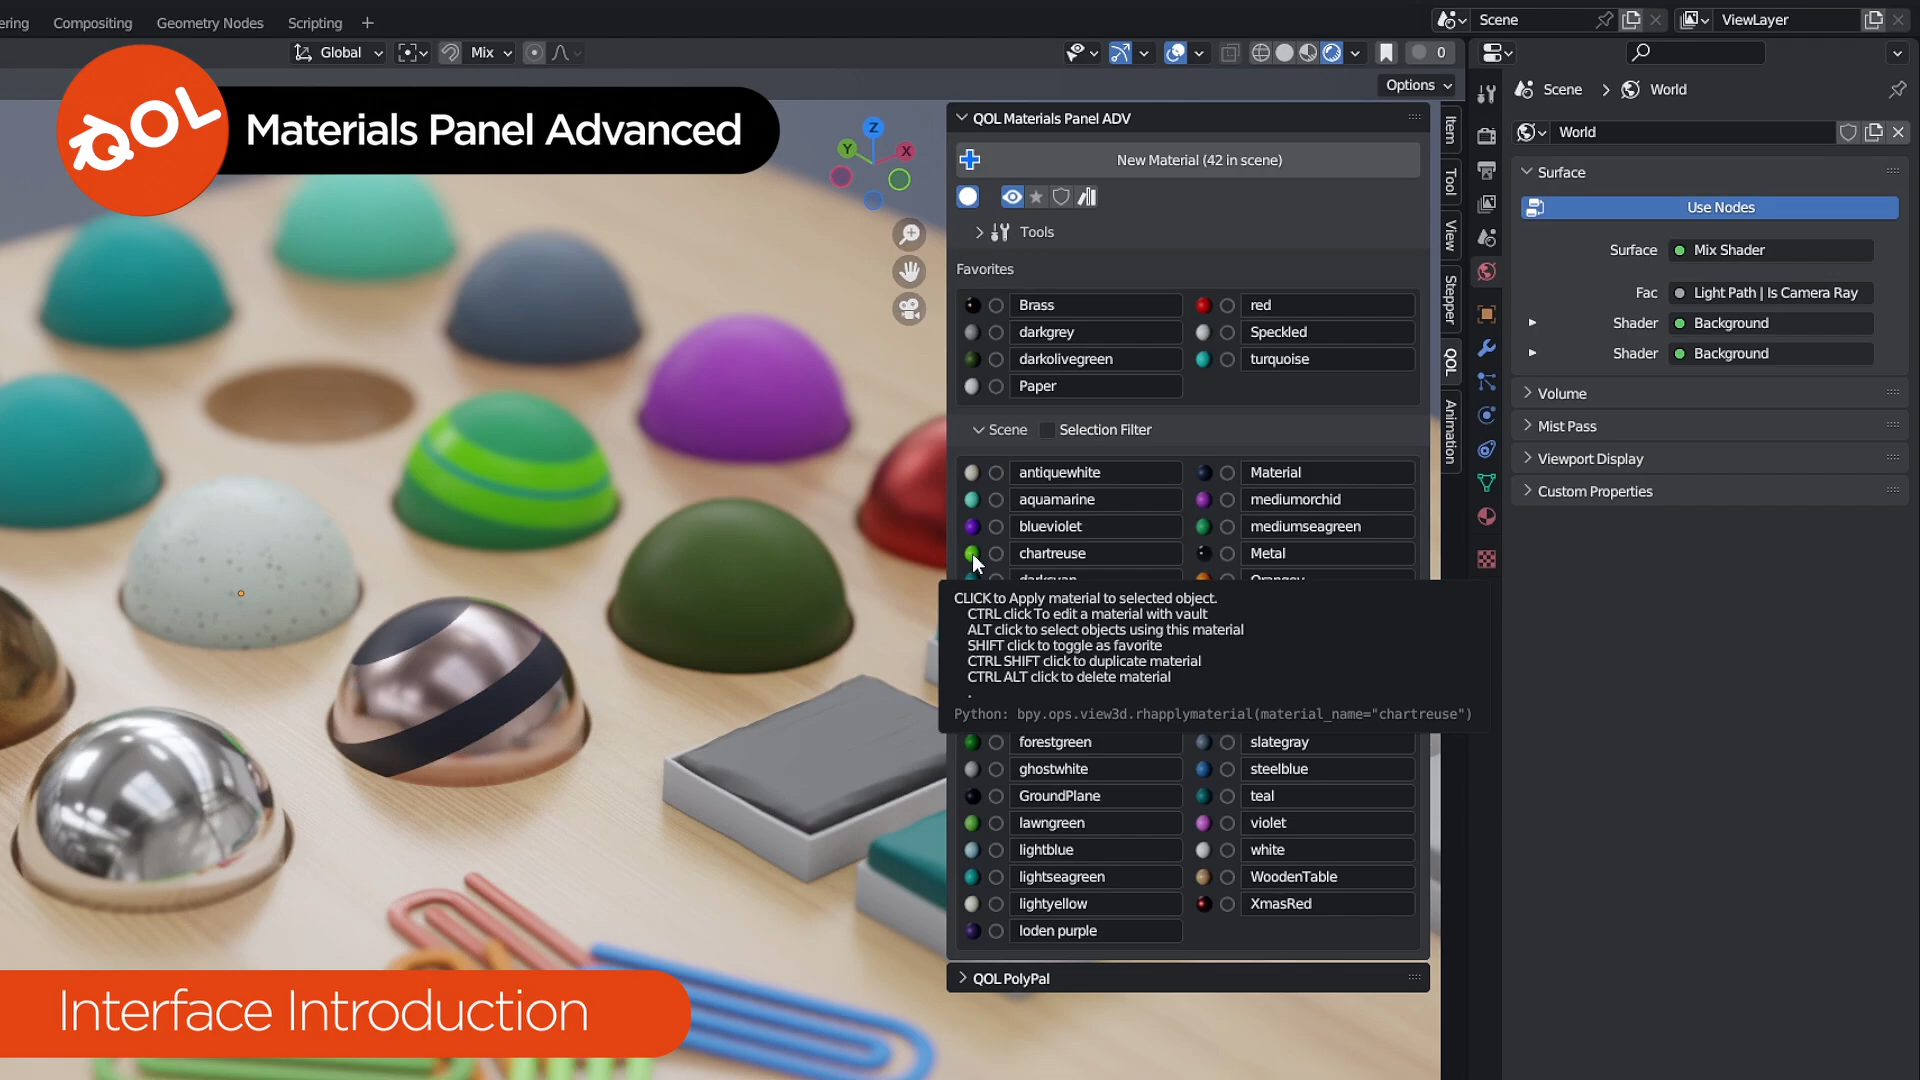 ering
Compositing
Geometry Nodes
Scripting
+
Scene
ViewLayer
Global
Mix
0
Options
QOL
Materials Panel Advanced
Z
Y
X
QOL Materials Panel ADV
New Material (42 in scene)
Tools
Favorites
Brass
red
darkgrey
Speckled
darkolivegreen
turquoise
Paper
Scene
Selection Filter
antiquewhite
Material
aquamarine
mediumorchid
blueviolet
mediumseagreen
chartreuse
Metal
darkcyan
Orangey
CLICK to Apply material to selected object.
CTRL click To edit a material with vault
ALT click to select objects using this material
SHIFT click to toggle as favorite
CTRL SHIFT click to duplicate material
CTRL ALT click to delete material
.
Python: bpy.ops.view3d.rhapplymaterial(material_name="chartreuse")
forestgreen
slategray
ghostwhite
steelblue
GroundPlane
teal
lawngreen
violet
lightblue
white
lightseagreen
WoodenTable
lightyellow
XmasRed
loden purple
QOL PolyPal
Item
Tool
View
Stepper
QOL
Animation
Scene
World
World
Surface
Use Nodes
Surface
Mix Shader
Fac
Light Path | Is Camera Ray
Shader
Background
Shader
Background
Volume
Mist Pass
Viewport Display
Custom Properties
Interface Introduction